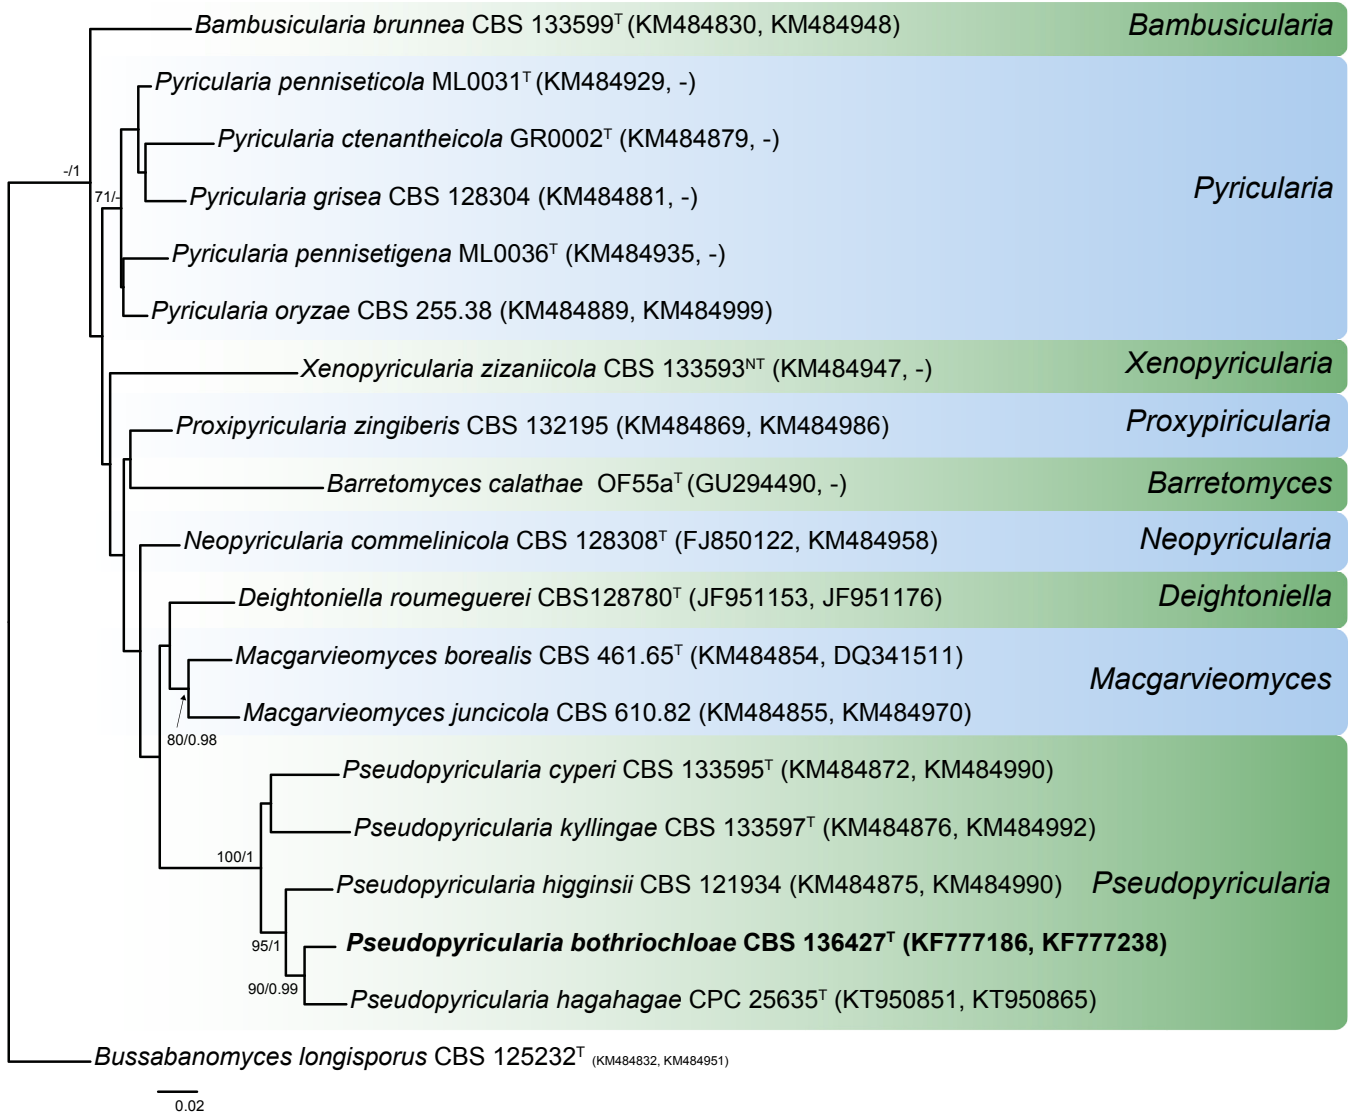 Bambusicularia brunnea CBS 133599T (KM484830, KM484948) Bambusicularia
Pyricularia penniseticola ML0031T (KM484929, -)
Pyricularia ctenantheicola GR0002T (KM484879, -)
-/1
71/-
Pyricularia grisea CBS 128304 (KM484881, -)
Pyricularia
Pyricularia pennisetigena ML0036T (KM484935, -)
Pyricularia oryzae CBS 255.38 (KM484889, KM484999)
Xenopyricularia zizaniicola CBS 133593NT (KM484947, -) Xenopyricularia
Proxipyricularia zingiberis CBS 132195 (KM484869, KM484986) Proxypiricularia
Barretomyces calathae OF55aT (GU294490, -) Barretomyces
Neopyricularia commelinicola CBS 128308T (FJ850122, KM484958) Neopyricularia
Deightoniella roumeguerei CBS128780T (JF951153, JF951176) Deightoniella
Macgarvieomyces borealis CBS 461.65T (KM484854, DQ341511)
Macgarvieomyces
Macgarvieomyces juncicola CBS 610.82 (KM484855, KM484970)
80/0.98
Pseudopyricularia cyperi CBS 133595T (KM484872, KM484990)
Pseudopyricularia kyllingae CBS 133597T (KM484876, KM484992)
100/1
Pseudopyricularia higginsii CBS 121934 (KM484875, KM484990) Pseudopyricularia
95/1
Pseudopyricularia bothriochloae CBS 136427T (KF777186, KF777238)
90/0.99
Pseudopyricularia hagahagae CPC 25635T (KT950851, KT950865)
Bussabanomyces longisporus CBS 125232T (KM484832, KM484951)
0.02